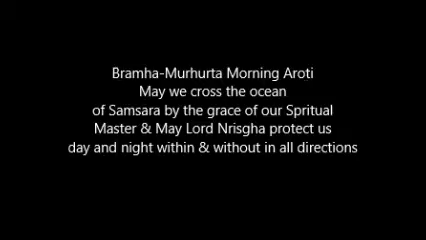 Bramha-Murhurta Morning Aroti
May we cross the ocean
of Samsara by the grace of our Spritual
Master & May Lord Nrisgha protect us
day and night within & without in all directions